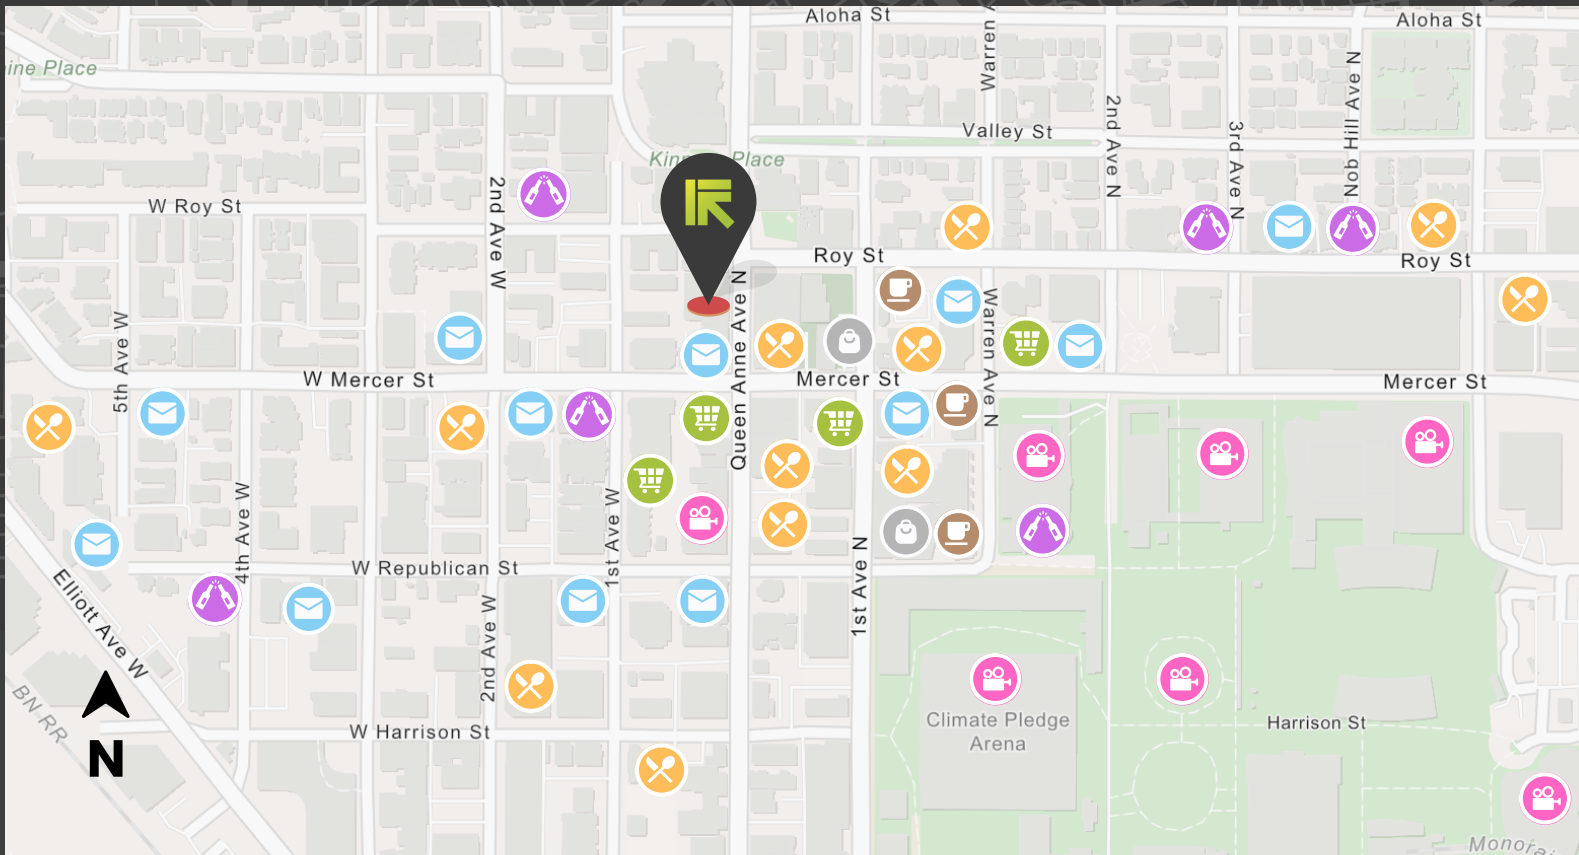 Aloha St
Aloha St
Warren
ine Place
Nob Hill Ave N
2nd Ave N
3rd Ave N
Valley St
Place
2nd Ave W
W Roy St
Roy St
Roy St
Queen Anne Ave N
Warren Ave N
5th Ave W
W Mercer St
Mercer St
Mercer St
4th Ave W
1st Ave W
1st Ave N
W Republican St
Elliott Ave W
2nd Ave W
BN RR
N
W Harrison St
Climate Pledge
Arena
Harrison St